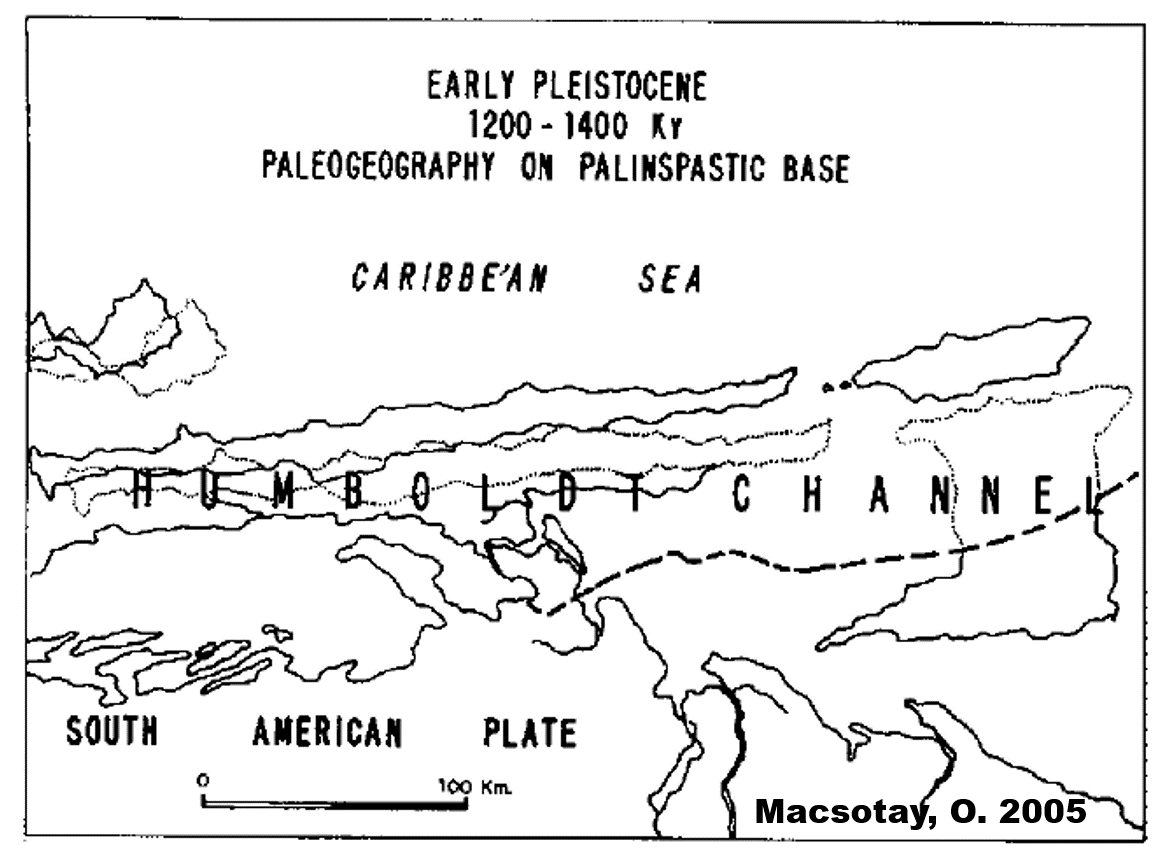 EARLY PLEISTOCENE
1200 - 1400 Ky
PALEOGEOGRAPHY ON PALINSPASTIC BASE
CARIBBE'AN SEA
HUMBOLDT CHANNEL
SOUTH AMERICAN PLATE
0 100 Km.
Macsotay, O. 2005